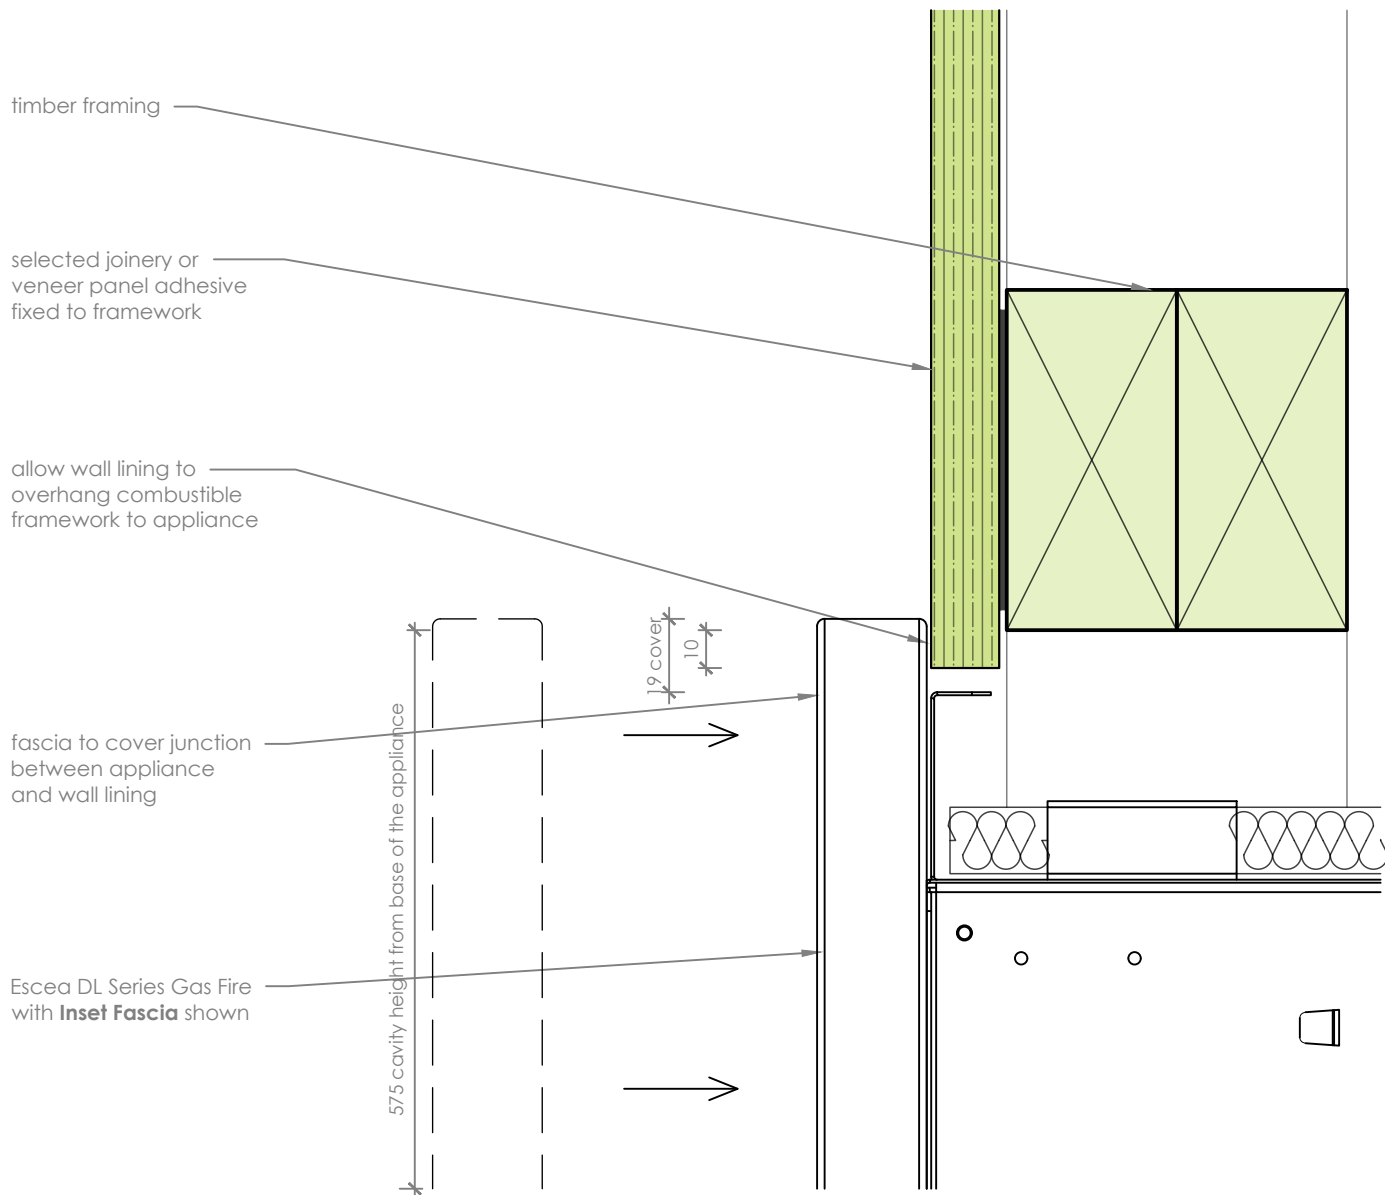 timber framing
selected joinery or
veneer panel adhesive
fixed to framework
allow wall lining to
overhang combustible
framework to appliance
19 cover
10
fascia to cover junction
between appliance
and wall lining
575 cavity height from base of the appliance
Escea DL Series Gas Fire
with Inset Fascia shown